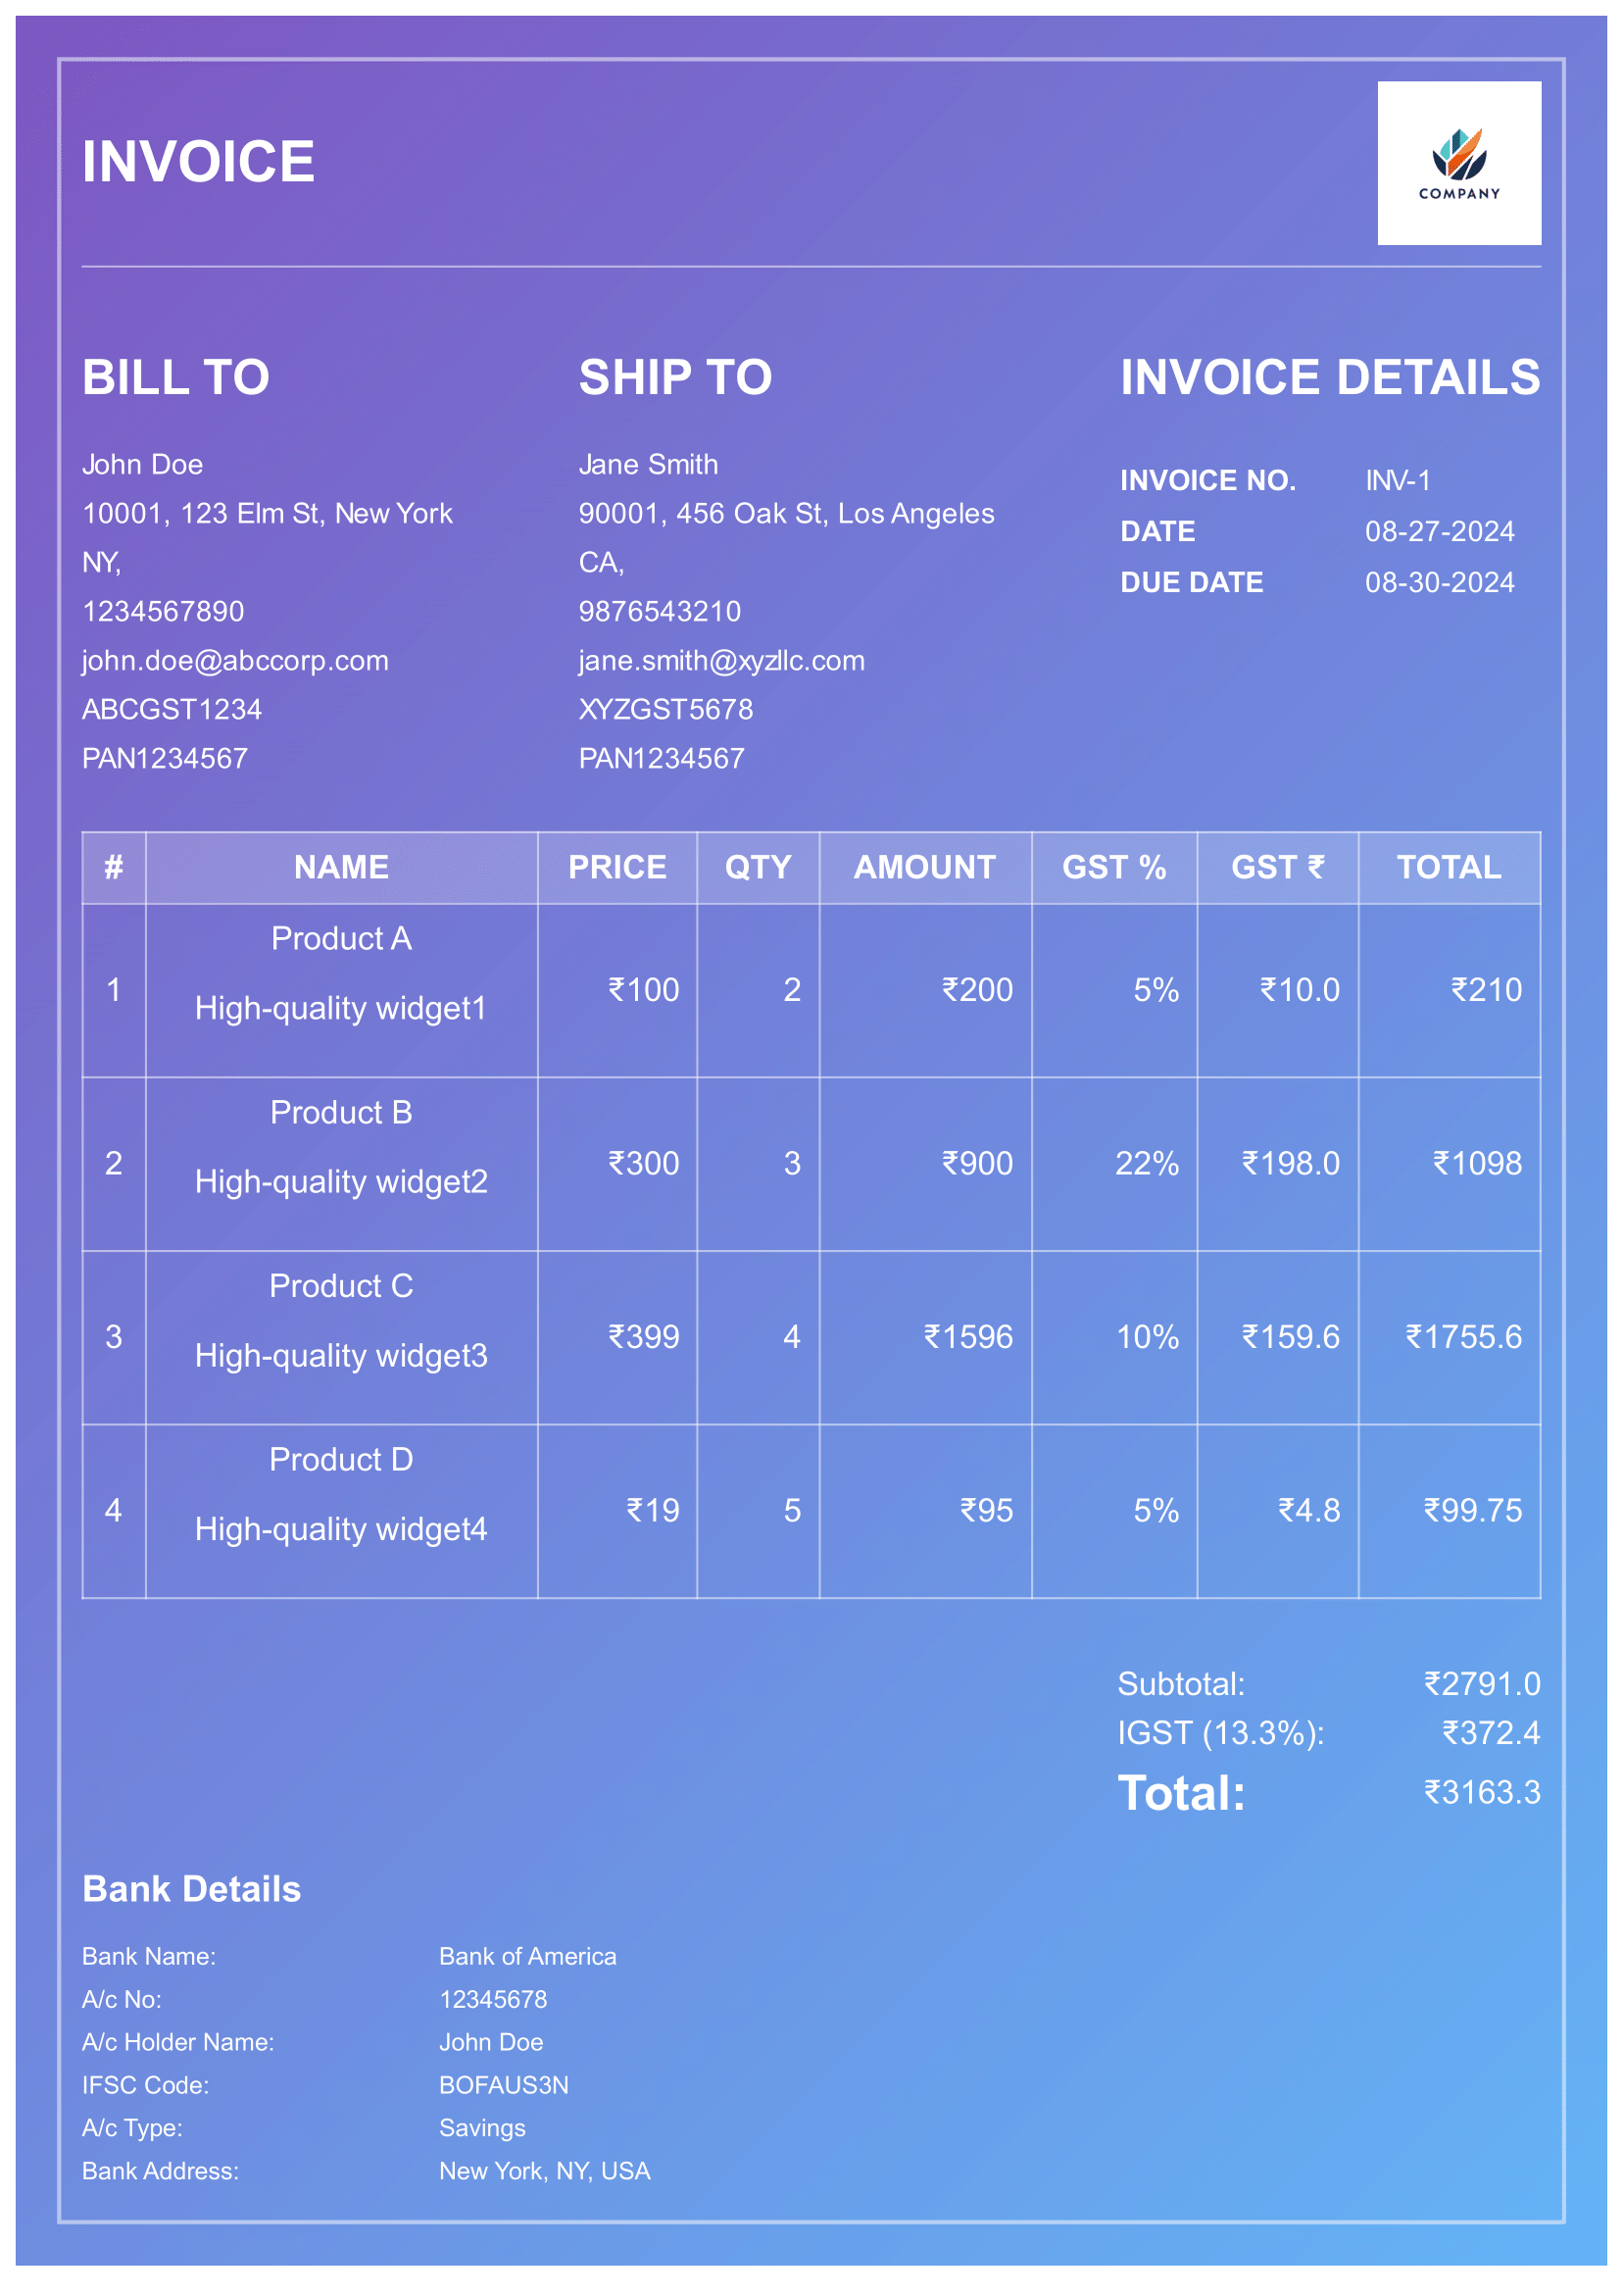 INVOICE
COMPANY
BILL TO
John Doe
10001, 123 Elm St, New York
NY,
1234567890
john.doe@abccorp.com
ABCGST1234
PAN1234567
SHIP TO
Jane Smith
90001, 456 Oak St, Los Angeles
CA,
9876543210
jane.smith@xyzllc.com
XYZGST5678
PAN1234567
INVOICE DETAILS
INVOICE NO. INV-1
DATE 08-27-2024
DUE DATE 08-30-2024
# NAME PRICE QTY AMOUNT GST % GST ₹ TOTAL
1 Product A High-quality widget1 ₹100 2 ₹200 5% ₹10.0 ₹210
2 Product B High-quality widget2 ₹300 3 ₹900 22% ₹198.0 ₹1098
3 Product C High-quality widget3 ₹399 4 ₹1596 10% ₹159.6 ₹1755.6
4 Product D High-quality widget4 ₹19 5 ₹95 5% ₹4.8 ₹99.75
Subtotal: ₹2791.0
IGST (13.3%): ₹372.4
Total: ₹3163.3
Bank Details
Bank Name: Bank of America
A/c No: 12345678
A/c Holder Name: John Doe
IFSC Code: BOFAUS3N
A/c Type: Savings
Bank Address: New York, NY, USA